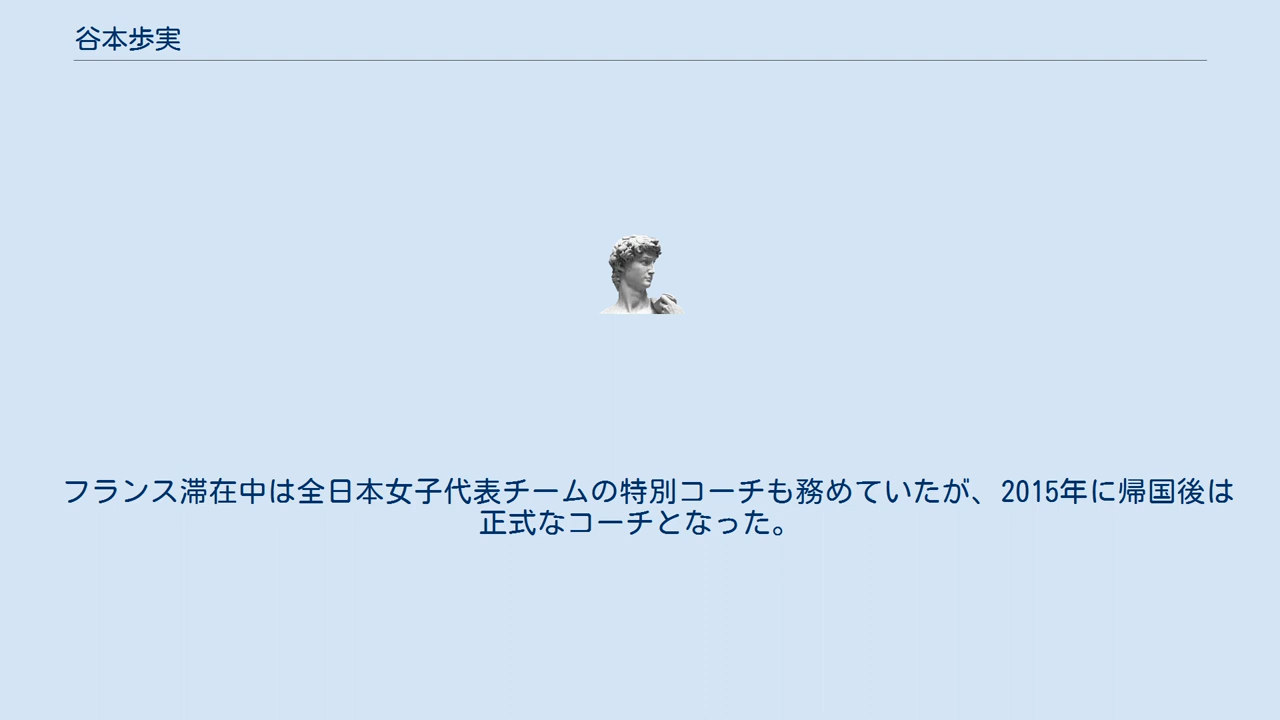 谷本歩実
フランス滞在中は全日本女子代表チームの特別コーチも務めていたが、2015年に帰国後は
正式なコーチとなった。